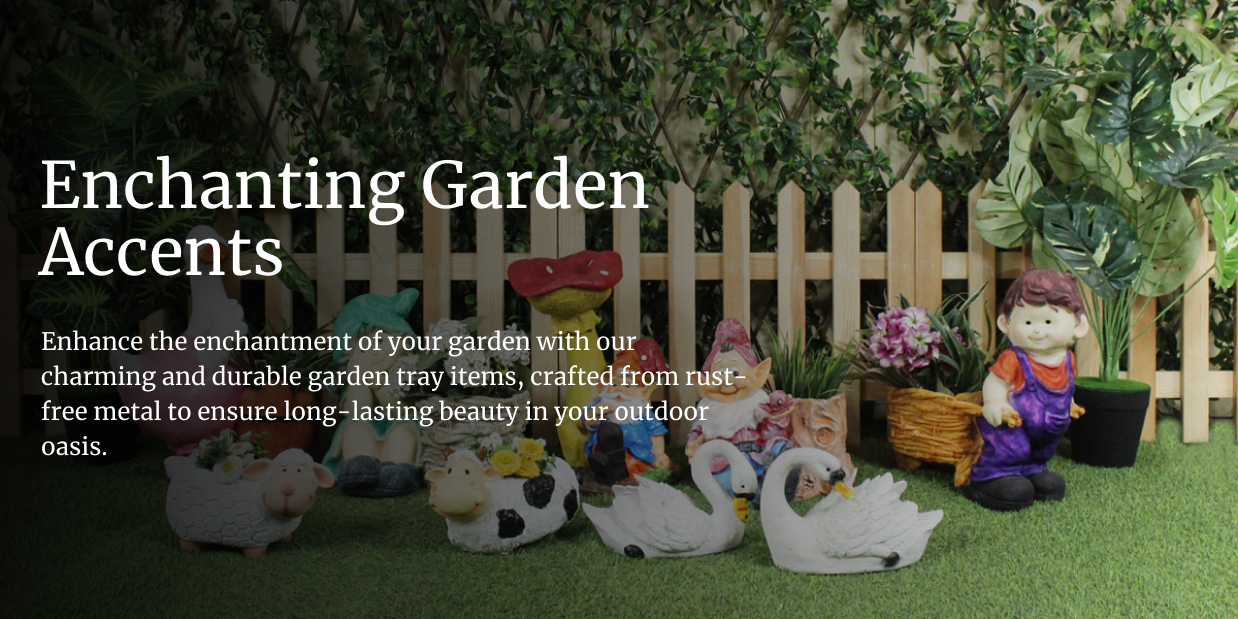 Enchanting Garden
Accents
Enhance the enchantment of your garden with our
charming and durable garden tray items, crafted from rust-
free metal to ensure long-lasting beauty in your outdoor
oasis.